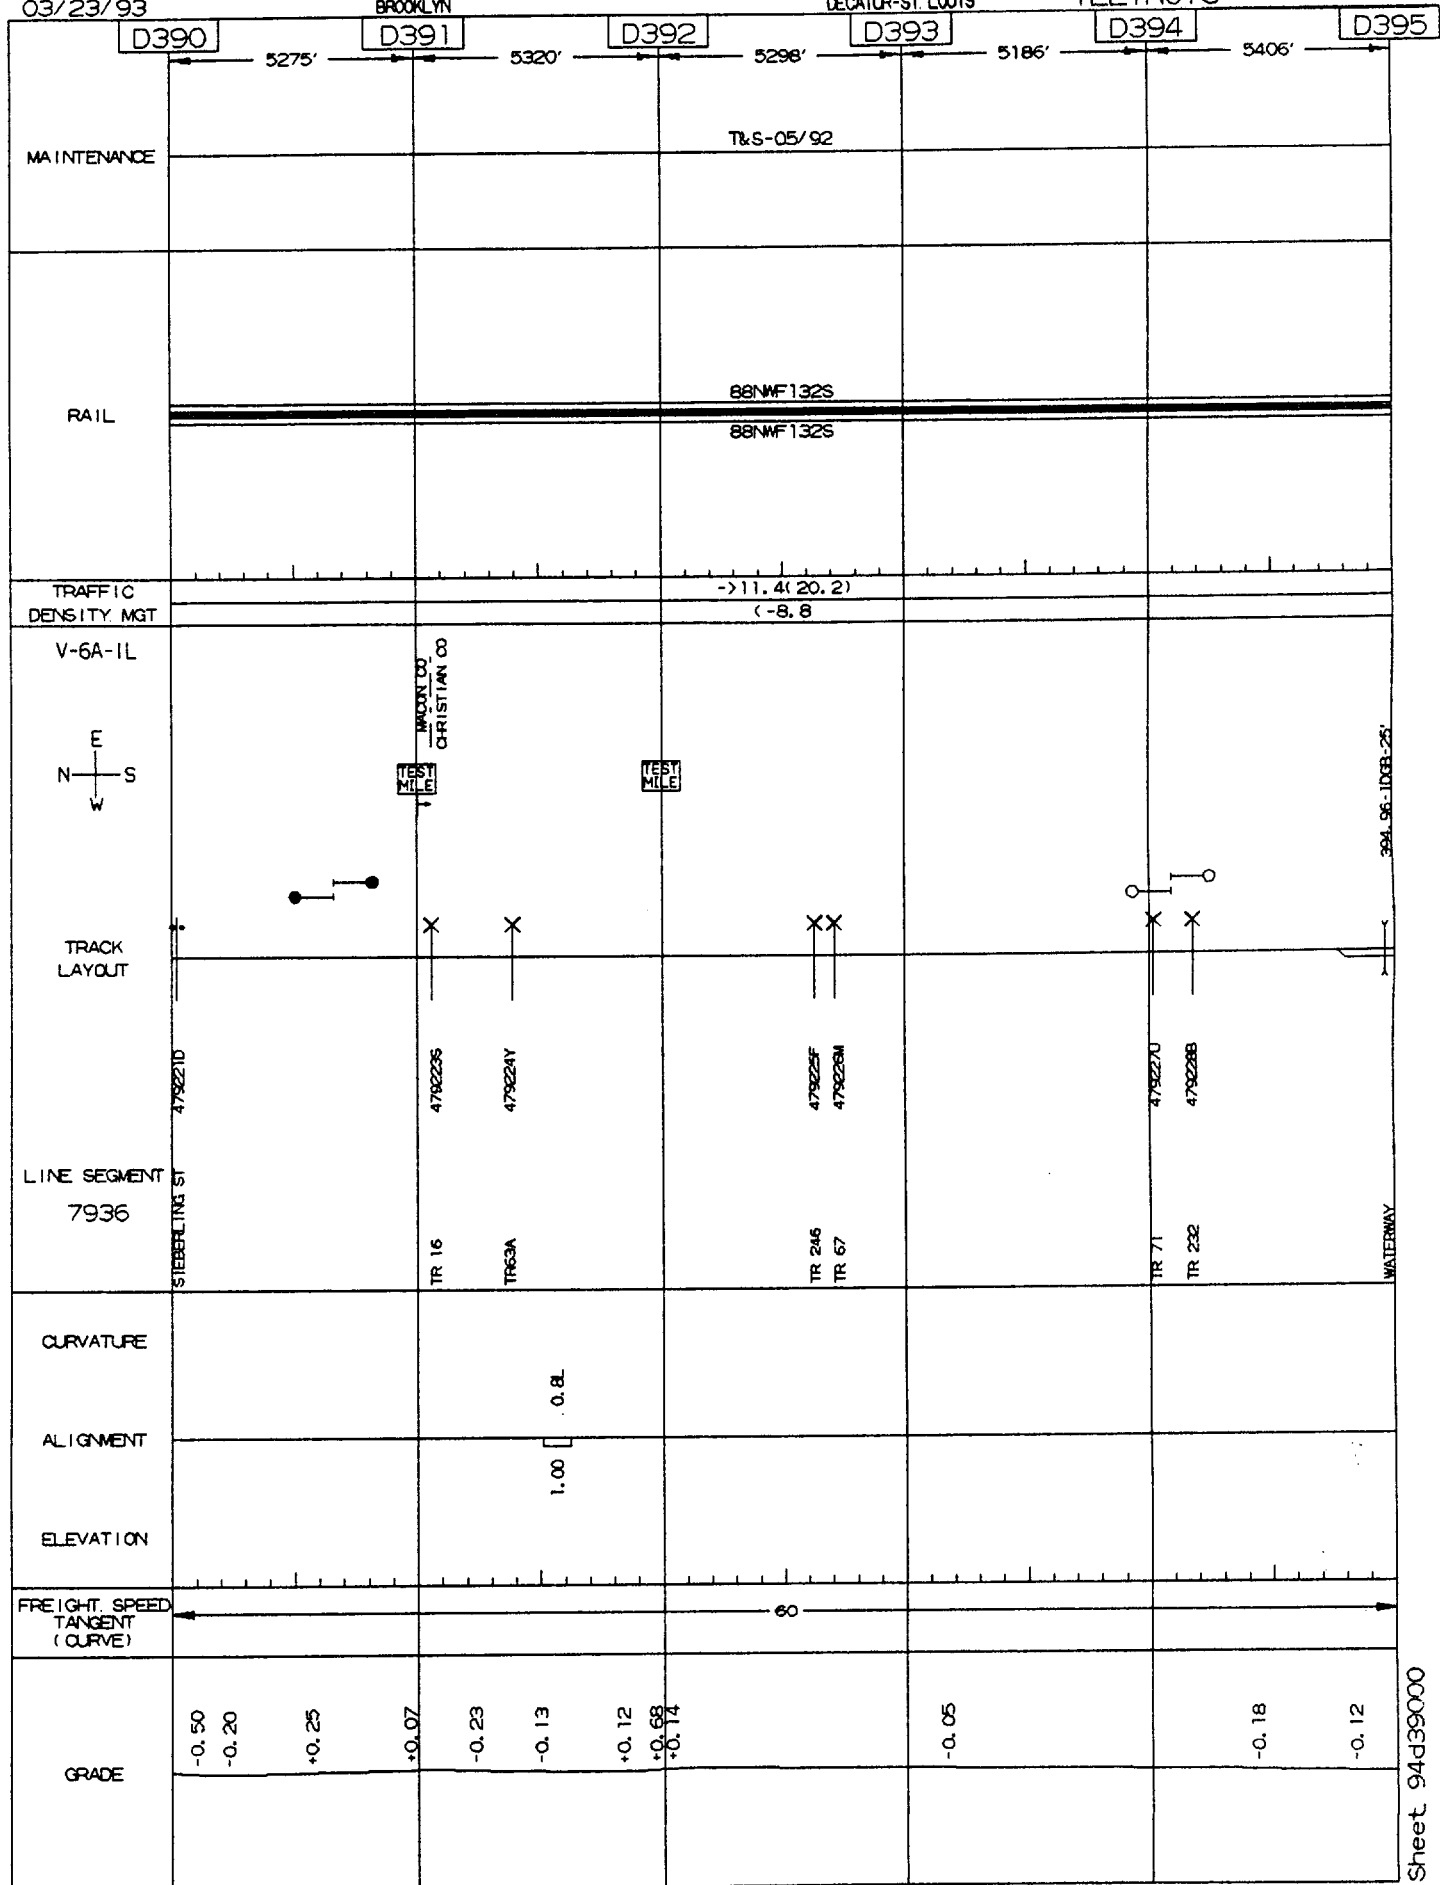 03/23/93 BROOKLYN DECATUR-ST. LOUIS
D390 D391 D392 D393 D394 D395
5275' 5320' 5298' 5186' 5406'
MAINTENANCE
T&S-05/92
RAIL
88NWF132S
88NWF132S
TRAFFIC
DENSITY MGT
->11.4(20.2)
<-8.8
V-6A-IL
MACON CO
CHRISTIAN CO
E
N S
W
TEST
MILE
TEST
MILE
394.96-1DGB-25'
TRACK
LAYOUT
479221D
479223S
479224Y
479225F
479226M
479227U
479228B
LINE SEGMENT
7936
SIEBERLING ST
TR 16
TR63A
TR 246
TR 67
TR 71
TR 232
WATERWAY
CURVATURE
0.8L
ALIGNMENT
1.00
ELEVATION
FREIGHT. SPEED
TANGENT
(CURVE)
60
GRADE
-0.50
-0.20
+0.25
+0.07
-0.23
-0.13
+0.12
+0.68
+0.14
-0.05
-0.18
-0.12
Sheet 94d39000